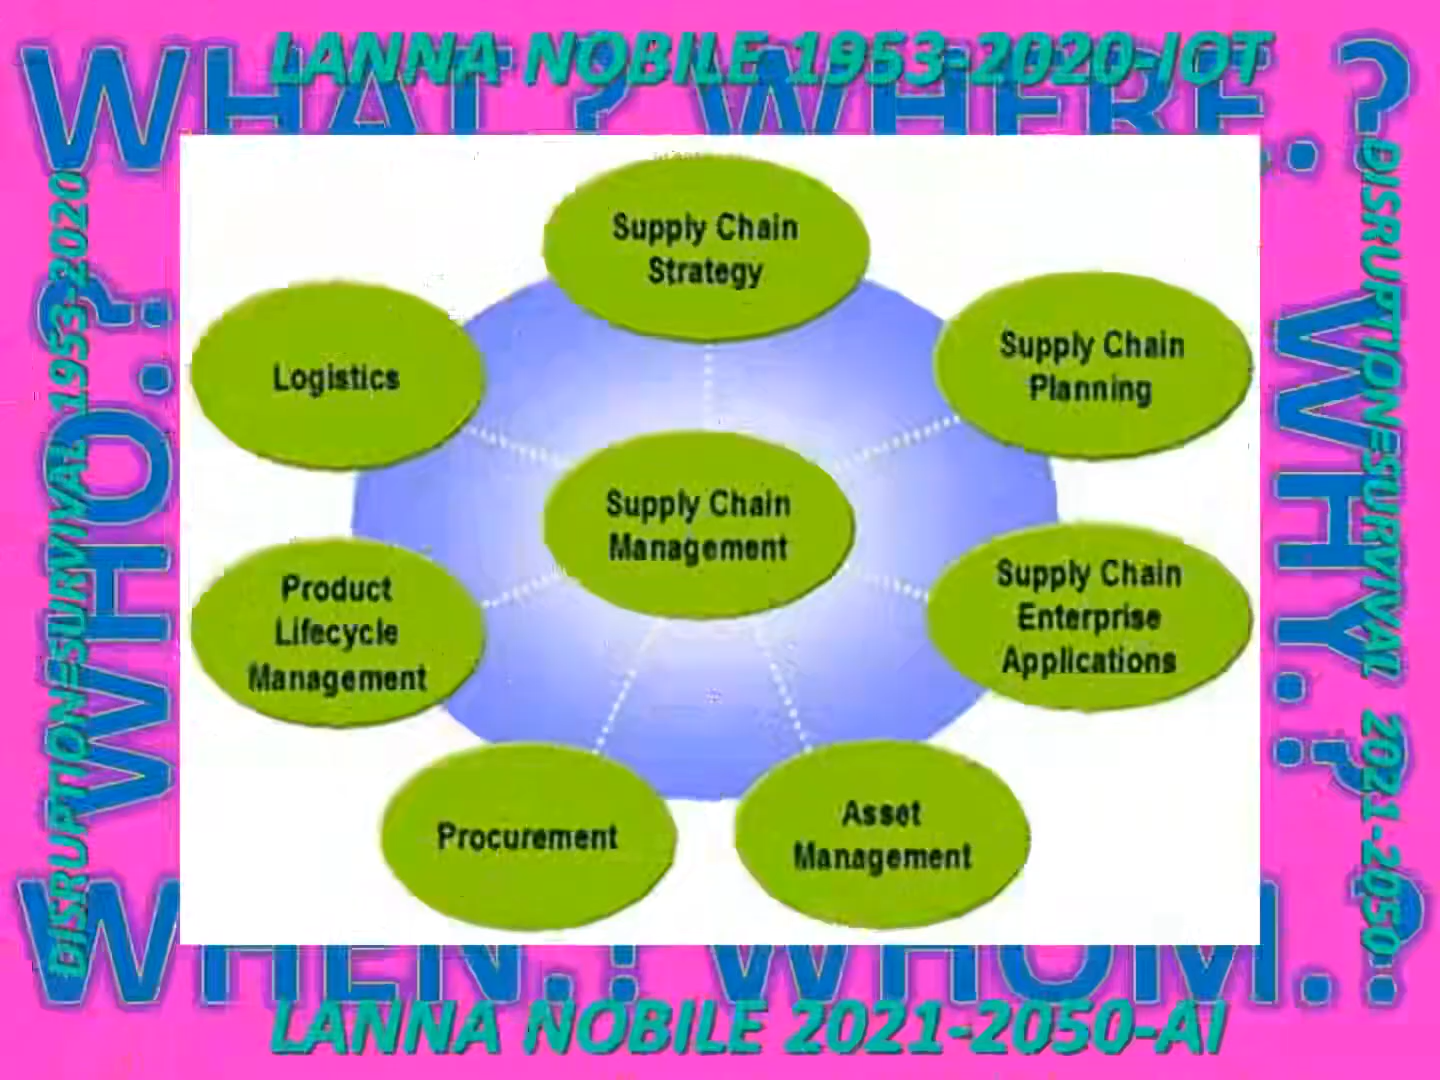 LANNA NOBILE 1953-2020-IOT
WHAT ? WHERE. ?
Supply Chain
Strategy
Logistics
Supply Chain
Planning
Supply Chain
Management
Product
Lifecycle
Management
Supply Chain
Enterprise
Applications
Procurement
Asset
Management
WHO.?
DISRUPTION=SURVIVAL 1953-2020
WHY.?
DISRUPTION=SURVIVAL 2021-2050
WHEN.? WHOM.?
LANNA NOBILE 2021-2050-AI